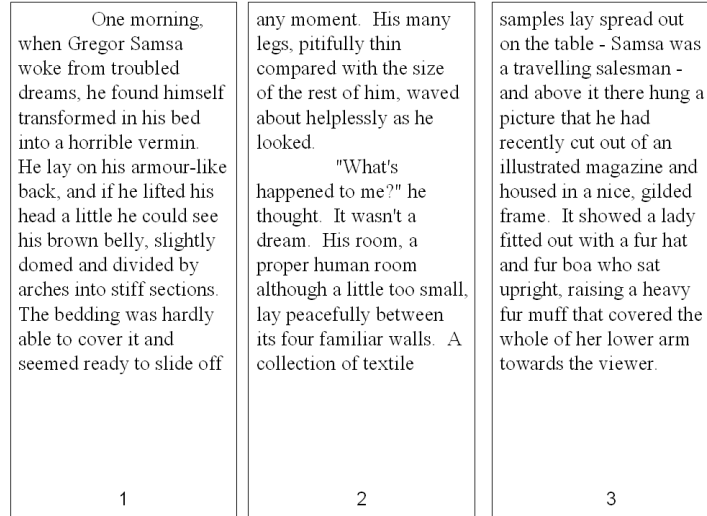 One morning,
when Gregor Samsa
woke from troubled
dreams, he found himself
transformed in his bed
into a horrible vermin.
He lay on his armour-like
back, and if he lifted his
head a little he could see
his brown belly, slightly
domed and divided by
arches into stiff sections.
The bedding was hardly
able to cover it and
seemed ready to slide off
1
any moment.  His many
legs, pitifully thin
compared with the size
of the rest of him, waved
about helplessly as he
looked.
"What's
happened to me?" he
thought.  It wasn't a
dream.  His room, a
proper human room
although a little too small,
lay peacefully between
its four familiar walls.  A
collection of textile
2
samples lay spread out
on the table - Samsa was
a travelling salesman -
and above it there hung a
picture that he had
recently cut out of an
illustrated magazine and
housed in a nice, gilded
frame.  It showed a lady
fitted out with a fur hat
and fur boa who sat
upright, raising a heavy
fur muff that covered the
whole of her lower arm
towards the viewer.
3